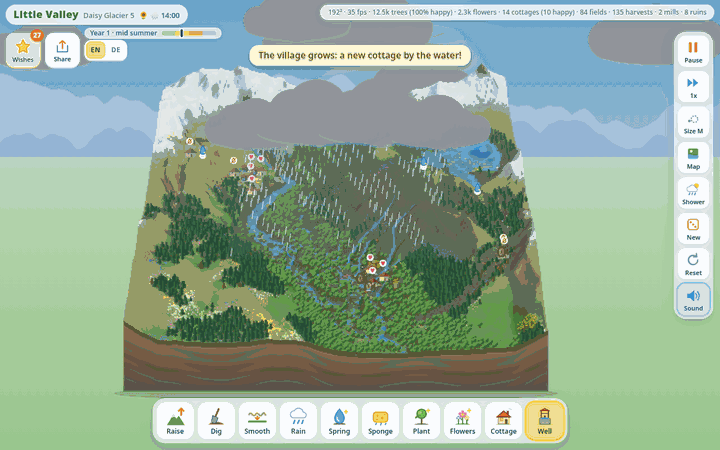 Little Valley Daisy Glacier 5 14:00
192² · 35 fps · 12.5k trees (100% happy) · 2.3k flowers · 14 cottages (10 happy) · 84 fields · 135 harvests · 2 mills · 8 ruins
27
Wishes
Share
Year 1 · mid summer
EN DE
The village grows: a new cottage by the water!
Pause
1x
Size M
Map
Shower
New
Reset
Sound
Raise
Dig
Smooth
Rain
Spring
Sponge
Plant
Flowers
Cottage
Well